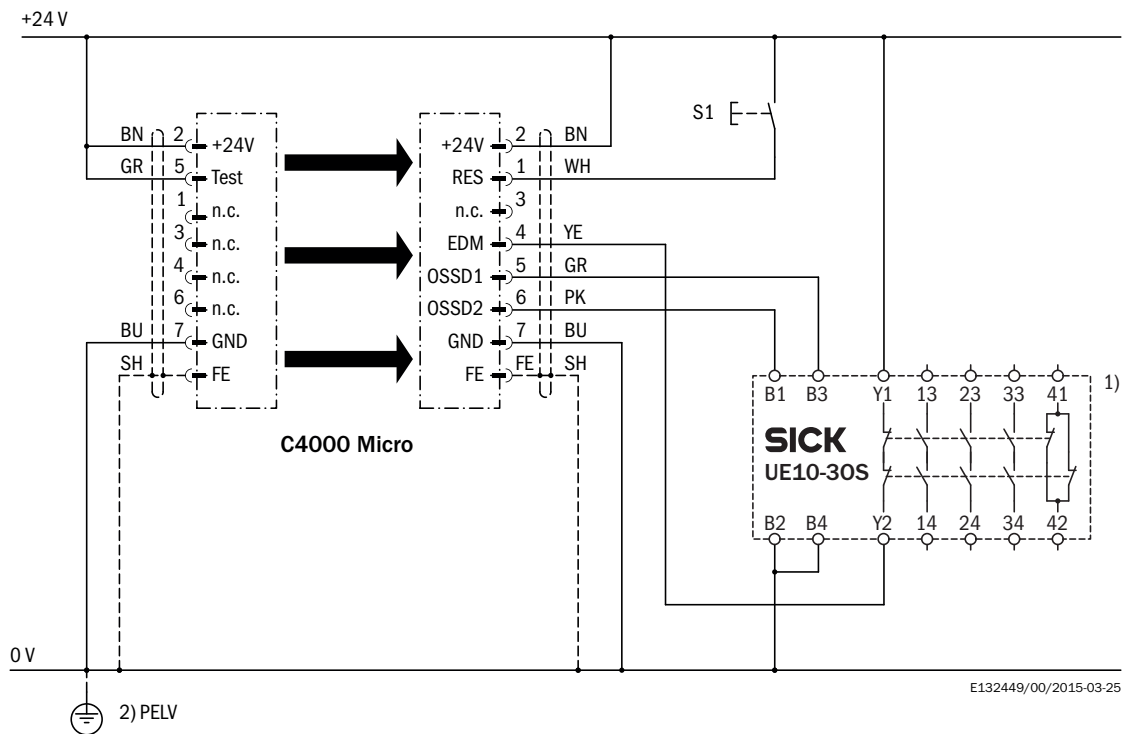 +24 V
BN 2 +24V
GR 5 Test
1 n.c.
3 n.c.
4 n.c.
6 n.c.
BU 7 GND
SH FE
+24V 2 BN
RES 1 WH
n.c. 3
EDM 4 YE
OSSD1 5 GR
OSSD2 6 PK
GND 7 BU
FE FE SH
C4000 Micro
S1
B1 B3 Y1 13 23 33 41
1)
SICK
UE10-30S
B2 B4 Y2 14 24 34 42
0 V
E132449/00/2015-03-25
2) PELV